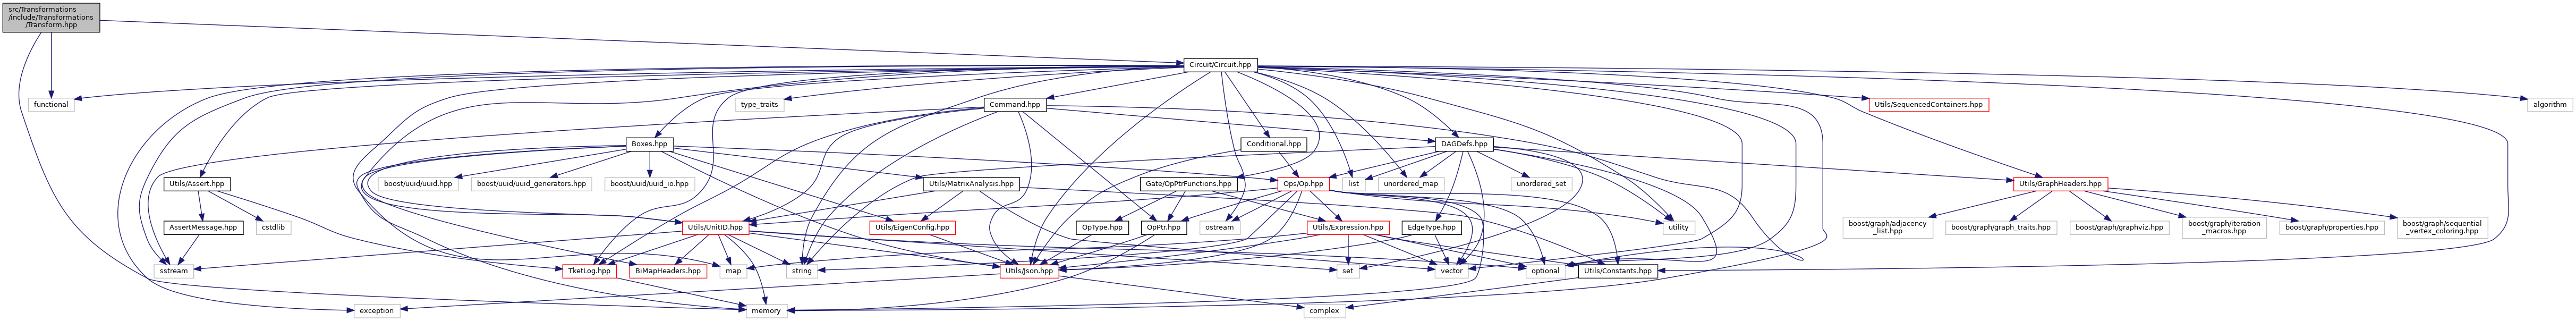 src/Transformations
/include/Transformations
/Transform.hpp
Circuit/Circuit.hpp
functional
type_traits
Command.hpp
Utils/SequencedContainers.hpp
algorithm
Boxes.hpp
Conditional.hpp
DAGDefs.hpp
Utils/Assert.hpp
boost/uuid/uuid.hpp
boost/uuid/uuid_generators.hpp
boost/uuid/uuid_io.hpp
Utils/MatrixAnalysis.hpp
Gate/OpPtrFunctions.hpp
Ops/Op.hpp
list
unordered_map
unordered_set
Utils/GraphHeaders.hpp
AssertMessage.hpp
cstdlib
Utils/UnitID.hpp
Utils/EigenConfig.hpp
OpType.hpp
OpPtr.hpp
ostream
Utils/Expression.hpp
EdgeType.hpp
utility
boost/graph/adjacency
_list.hpp
boost/graph/graph_traits.hpp
boost/graph/graphviz.hpp
boost/graph/iteration
_macros.hpp
boost/graph/properties.hpp
boost/graph/sequential
_vertex_coloring.hpp
sstream
TketLog.hpp
BiMapHeaders.hpp
map
string
Utils/Json.hpp
set
vector
optional
Utils/Constants.hpp
exception
memory
complex